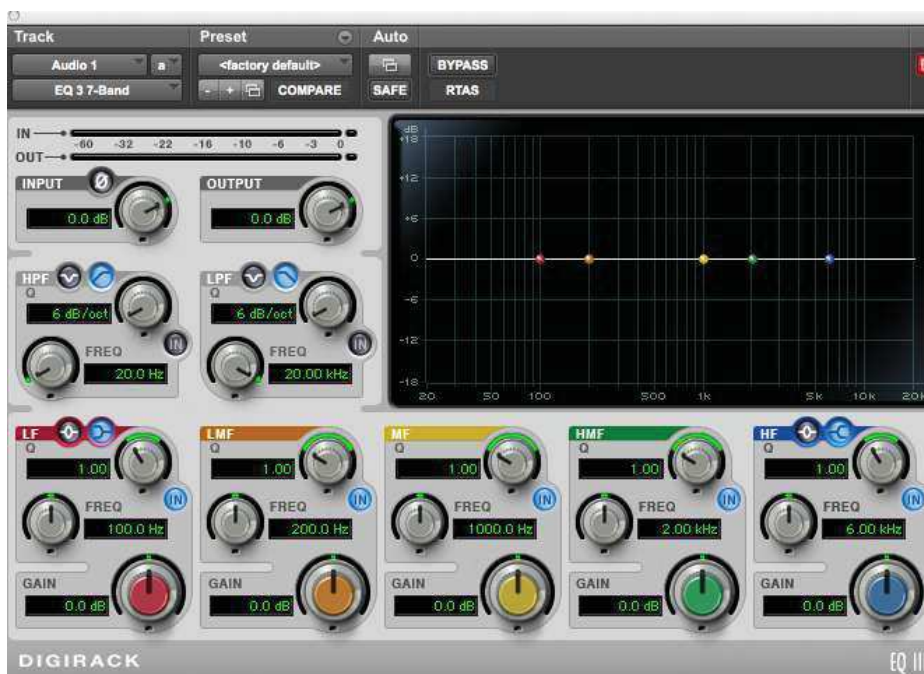 Track Preset Auto
Audio 1 a <factory default> BYPASS
EQ 3 7-Band - + COMPARE SAFE RTAS
IN
-60 -32 -22 -16 -10 -6 -3 0
OUT
INPUT Ø OUTPUT
0.0 dB 0.0 dB
HPF LPF
Q Q
6 dB/oct 6 dB/oct
IN IN
FREQ FREQ
20.0 Hz 20.00 kHz
dB
+18
+12
+6
0
-6
-12
-18
20 50 100 500 1k 5k 10k 20k
LF LMF MF HMF HF
Q Q Q Q Q
1.00 1.00 1.00 1.00 1.00
IN IN IN IN IN
FREQ FREQ FREQ FREQ FREQ
100.0 Hz 200.0 Hz 1000.0 Hz 2.00 kHz 6.00 kHz
GAIN GAIN GAIN GAIN GAIN
0.0 dB 0.0 dB 0.0 dB 0.0 dB 0.0 dB
DIGIRACK EQ II